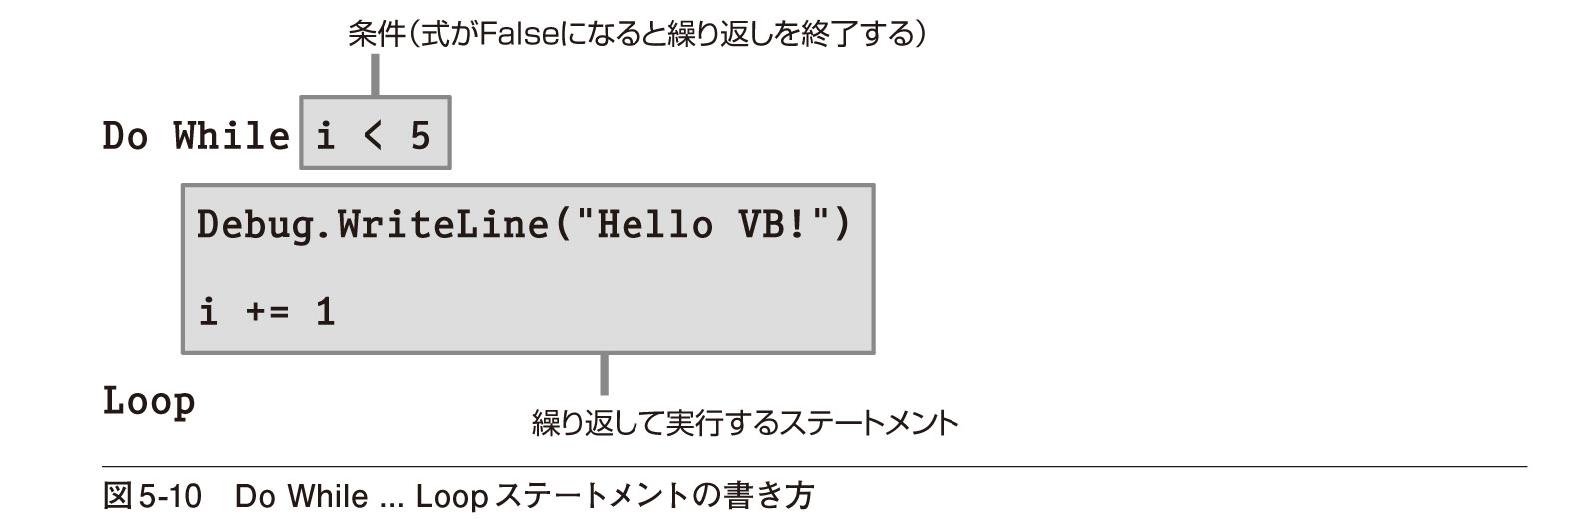 条件（式がFalseになると繰り返しを終了する）
Do While i < 5
Debug.WriteLine("Hello VB!")
i += 1
Loop
繰り返して実行するステートメント
図5-10　Do While ... Loopステートメントの書き方